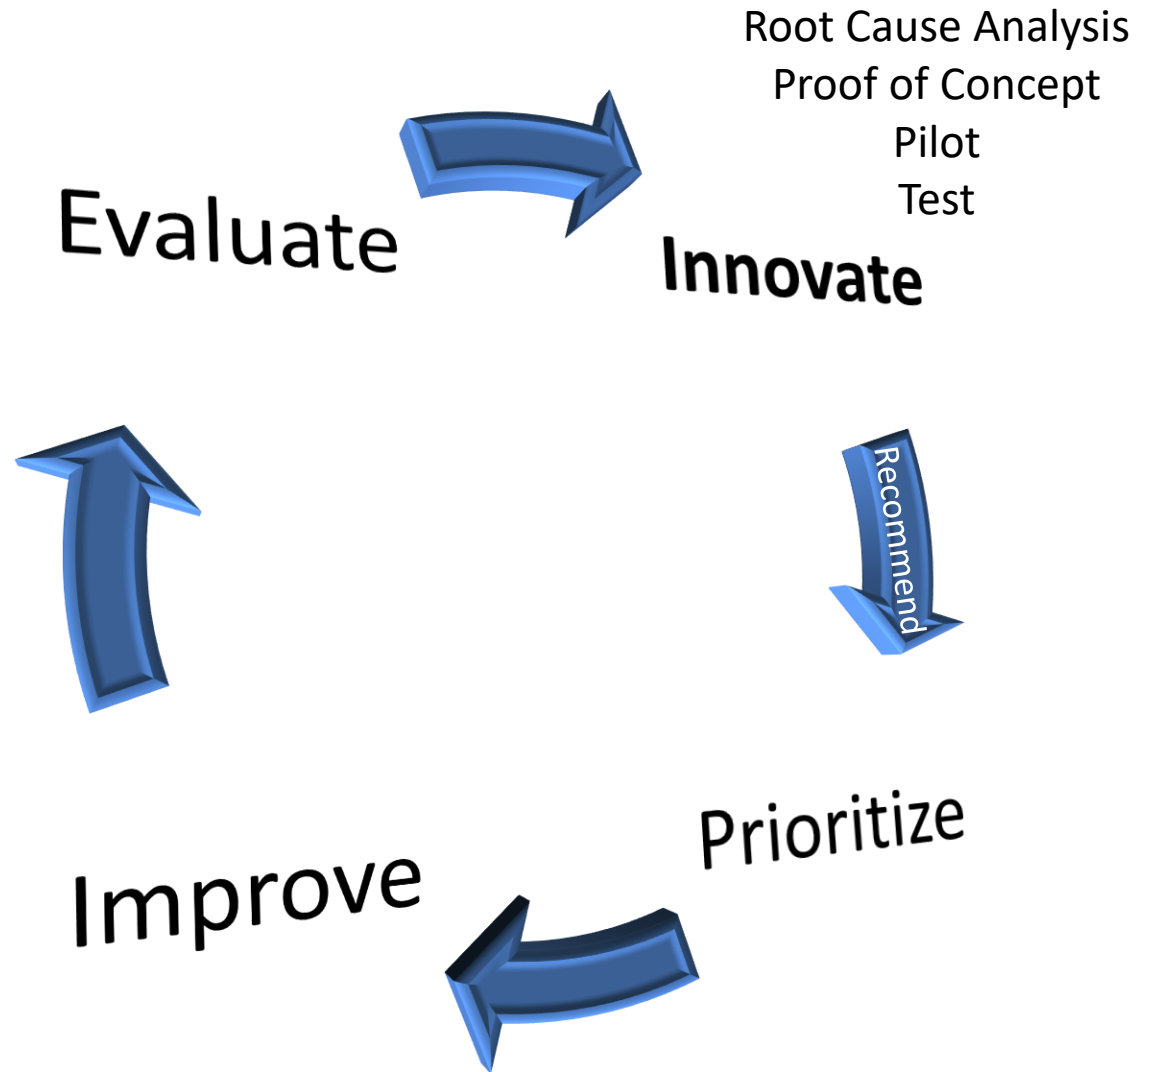 Root Cause Analysis
Proof of Concept
Pilot
Test
Evaluate
Innovate
Recommend
Prioritize
Improve